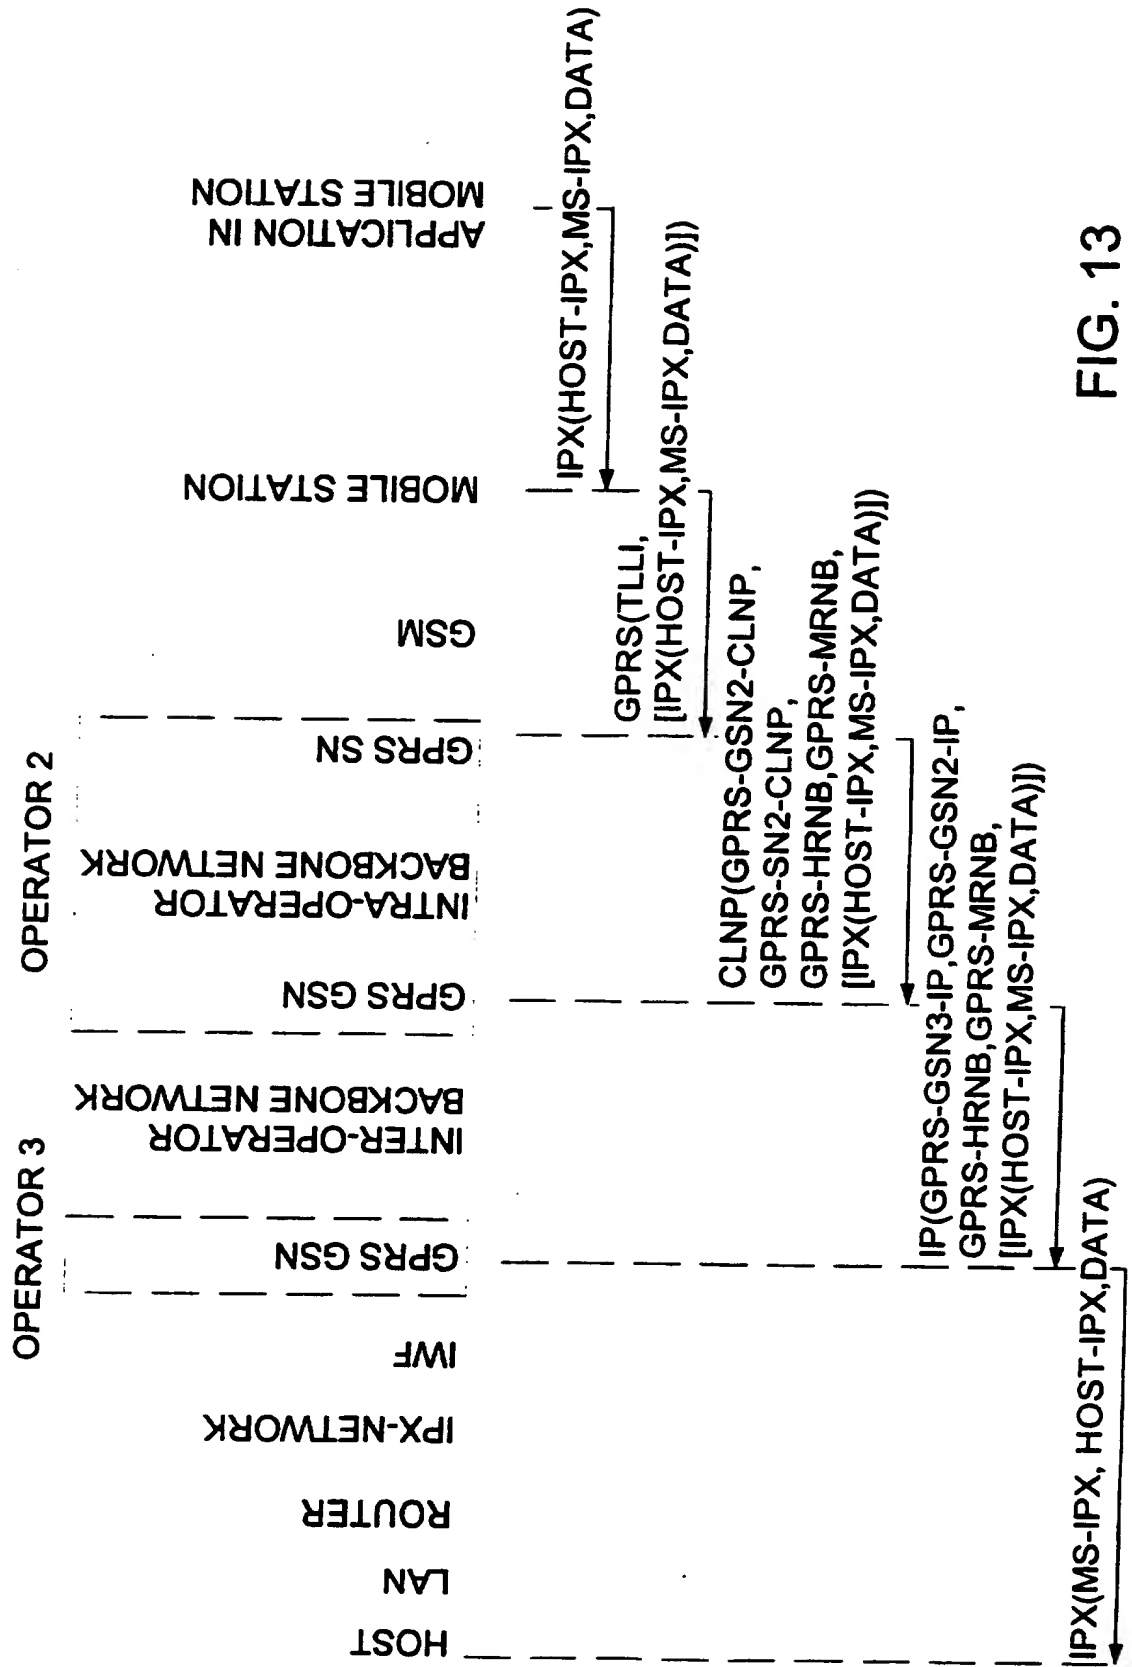 OPERATOR 3
OPERATOR 2
HOST
LAN
ROUTER
IPX-NETWORK
IWF
GPRS GSN
INTER-OPERATOR
BACKBONE NETWORK
GPRS GSN
INTRA-OPERATOR
BACKBONE NETWORK
GPRS SN
GSM
MOBILE STATION
APPLICATION IN
MOBILE STATION
IPX(HOST-IPX,MS-IPX,DATA)
GPRS(TLLI,
[IPX(HOST-IPX,MS-IPX,DATA)])
CLNP(GPRS-GSN2-CLNP,
GPRS-SN2-CLNP,
GPRS-HRNB,GPRS-MRNB,
[IPX(HOST-IPX,MS-IPX,DATA)])
IP(GPRS-GSN3-IP,GPRS-GSN2-IP,
GPRS-HRNB,GPRS-MRNB,
[IPX(HOST-IPX,MS-IPX,DATA)])
IPX(MS-IPX, HOST-IPX,DATA)
FIG. 13